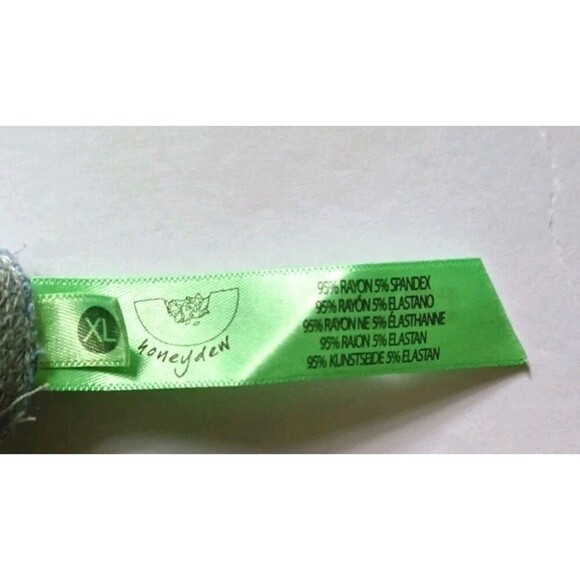 XL
honeydew
95% RAYON 5% SPANDEX
95% RAYÓN 5% ELASTANO
95% RAYON NE 5% ÉLASTHANNE
95% RAION 5% ELASTAN
95% KUNSTSEIDE 5% ELASTAN